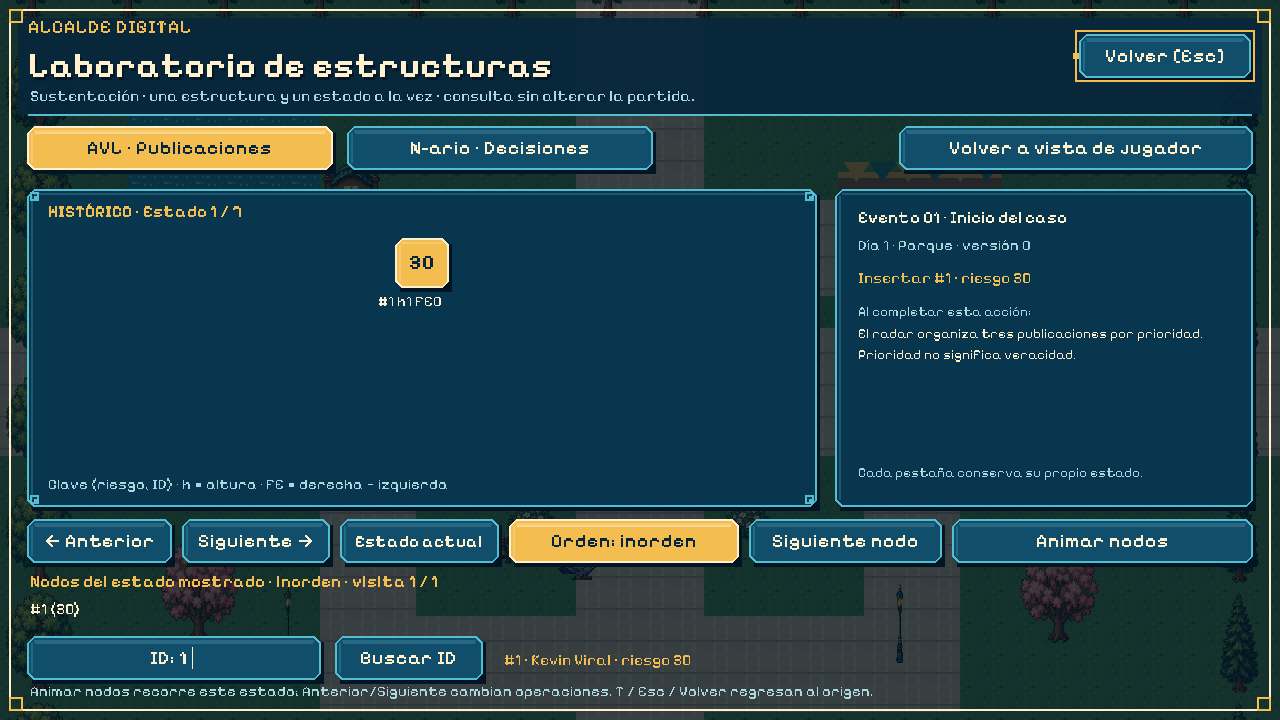 ALCALDE DIGITAL
Laboratorio de estructuras
Volver (Esc)
Sustentación · una estructura y un estado a la vez · consulta sin alterar la partida.
AVL · Publicaciones
N-ario · Decisiones
Volver a vista de jugador
HISTÓRICO · Estado 1 / 7
30
#1 h1 FE0
Clave (riesgo, ID) · h = altura · FE = derecha - izquierda
Evento 01 · Inicio del caso
Día 1 · Parque · versión 0
Insertar #1 · riesgo 30
Al completar esta acción:
El radar organiza tres publicaciones por prioridad.
Prioridad no significa veracidad.
Cada pestaña conserva su propio estado.
← Anterior
Siguiente →
Estado actual
Orden: inorden
Siguiente nodo
Animar nodos
Nodos del estado mostrado · inorden · visita 1 / 1
#1 (30)
ID: 1
Buscar ID
#1 · Kevin Viral · riesgo 30
Animar nodos recorre este estado; Anterior/Siguiente cambian operaciones. T / Esc / Volver regresan al origen.